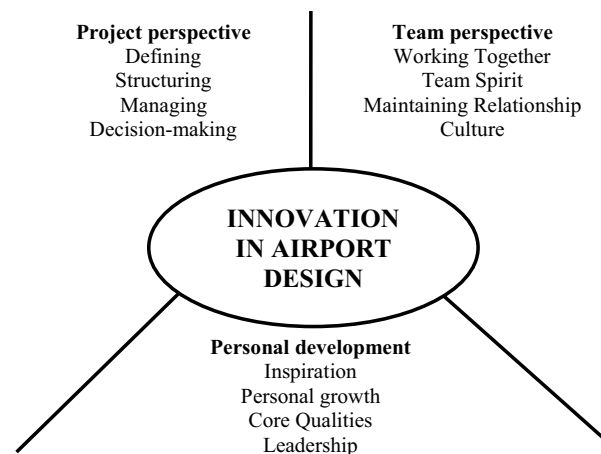 Project perspective
Defining
Structuring
Managing
Decision-making
Team perspective
Working Together
Team Spirit
Maintaining Relationship
Culture
INNOVATION
IN AIRPORT
DESIGN
Personal development
Inspiration
Personal growth
Core Qualities
Leadership